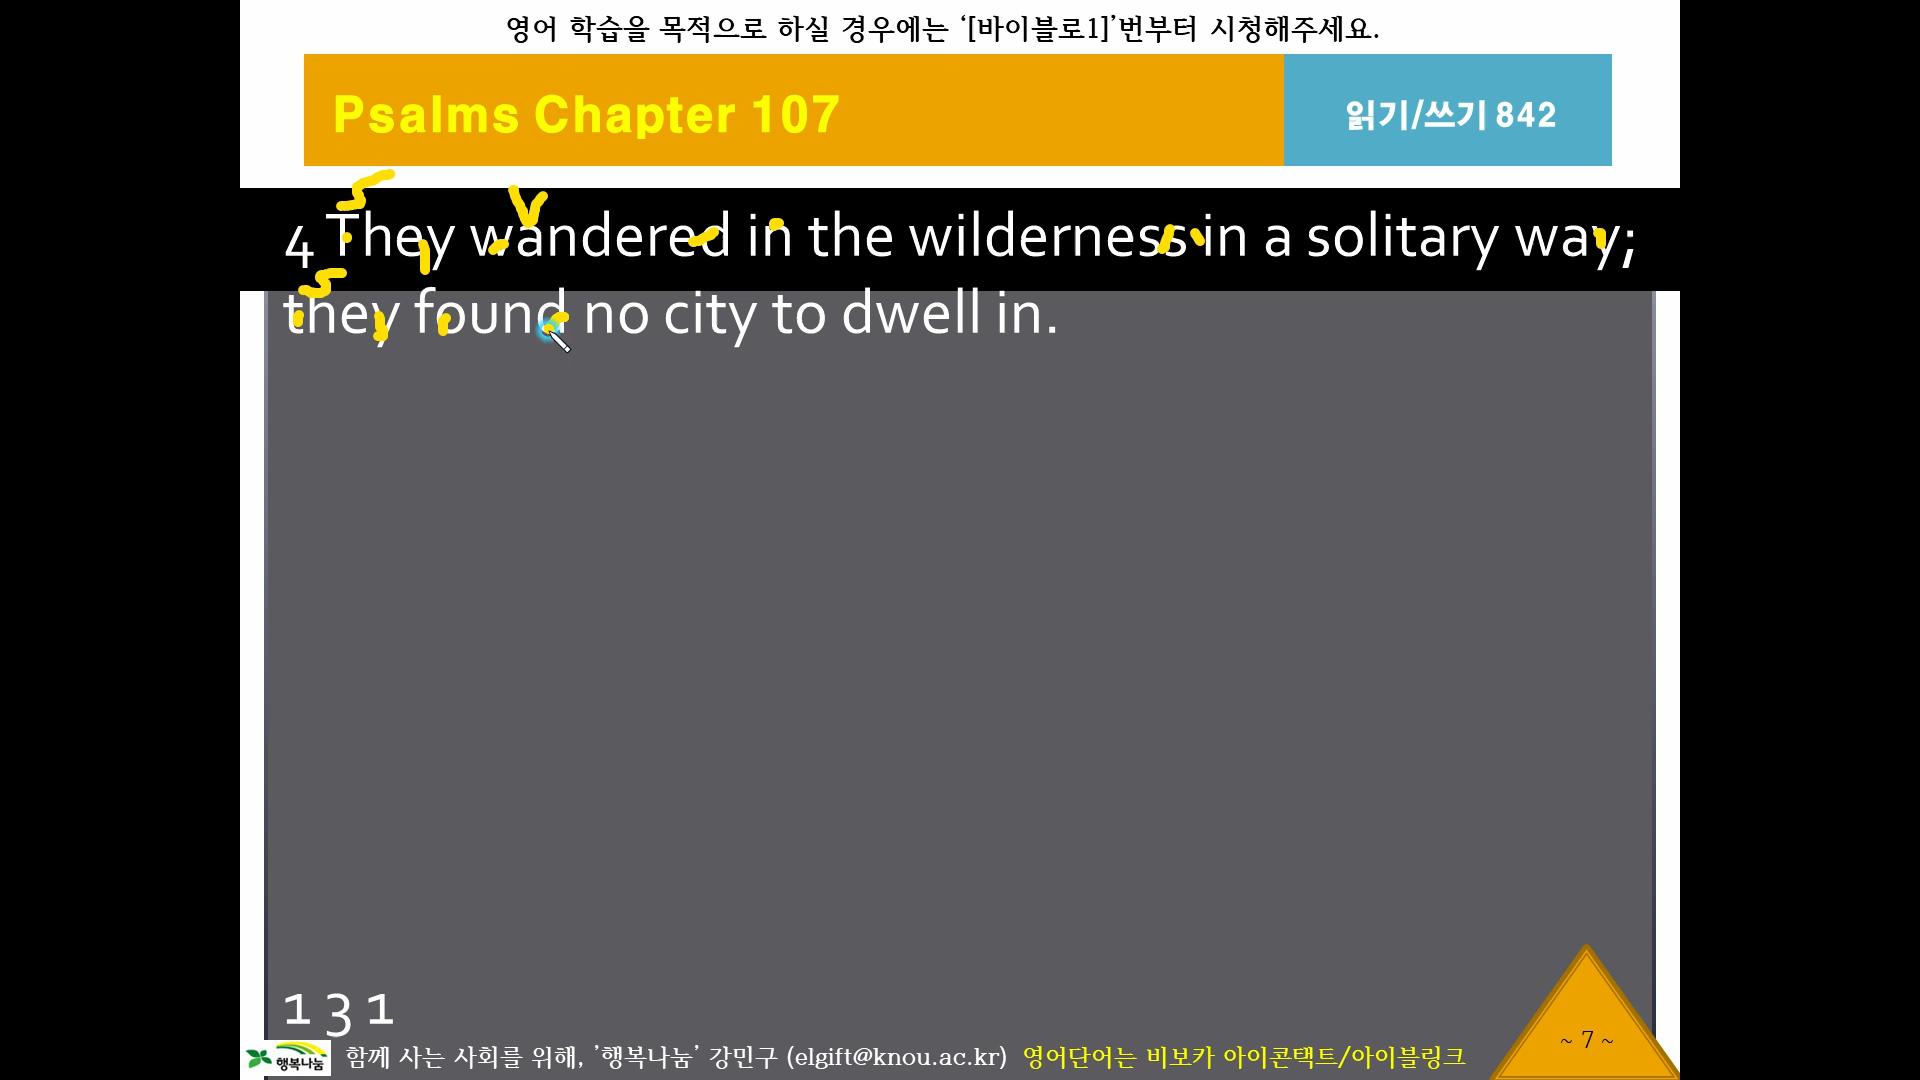 영어 학습을 목적으로 하실 경우에는 ‘[바이블로1]’번부터 시청해주세요.
Psalms Chapter 107
읽기/쓰기 842
S V
4 They wandered in the wilderness in a solitary way;
S
they found no city to dwell in.
1 3 1
~ 7 ~
행복나눔 함께 사는 사회를 위해, ’행복나눔’ 강민구 (elgift@knou.ac.kr) 영어단어는 비보카 아이콘택트/아이블링크